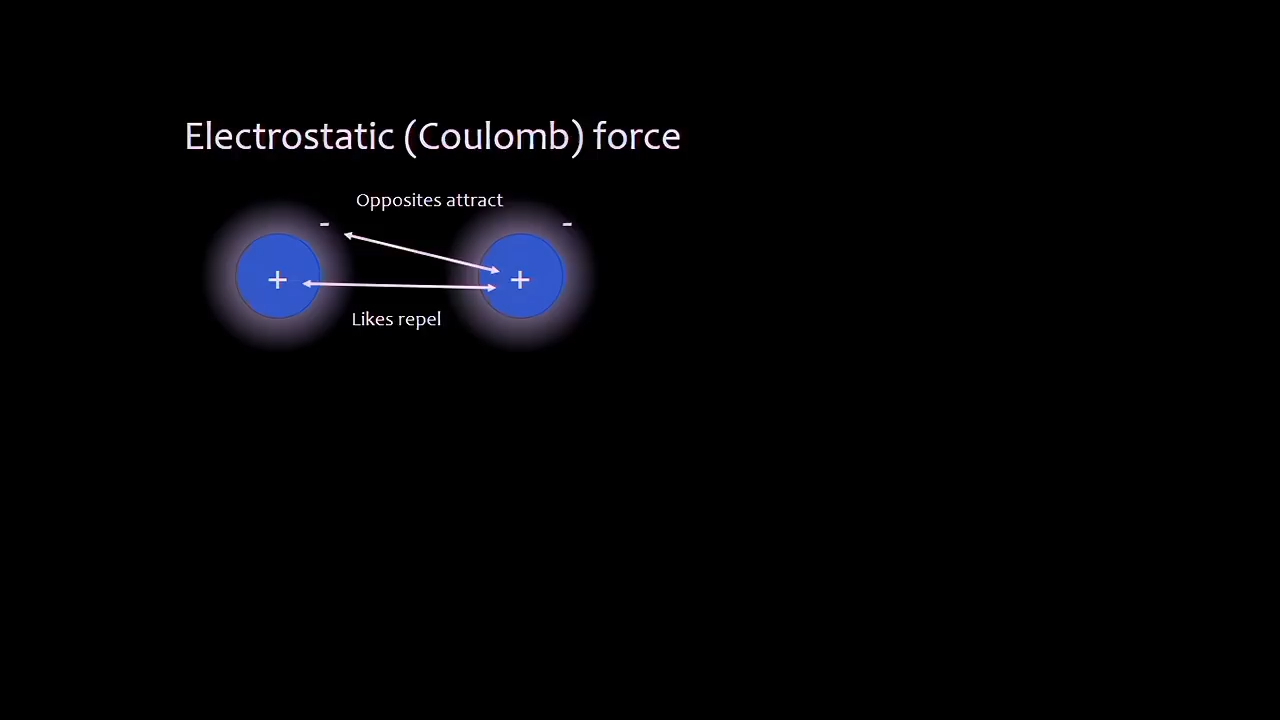 Electrostatic (Coulomb) force
Opposites attract
- -
+ +
Likes repel